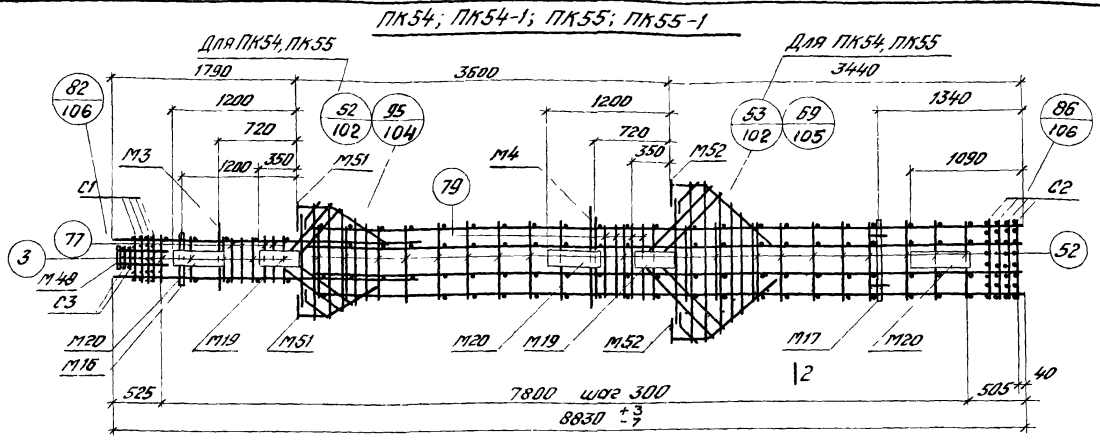 ПК54; ПК54-1; ПК55; ПК55-1
Для ПК54, ПК55
Для ПК54, ПК55
1790
3600
3440
82
106
1200
52
102
95
104
1200
53
102
69
105
1340
86
106
720
720
1200
350
350
1090
М3
М51
М4
М52
С1
79
С2
77
3
52
М48
С3
М20
М19
М51
М20
М19
М52
М17
М20
М16
12
40
525
7800 шаг 300
505
8830 +3 -7